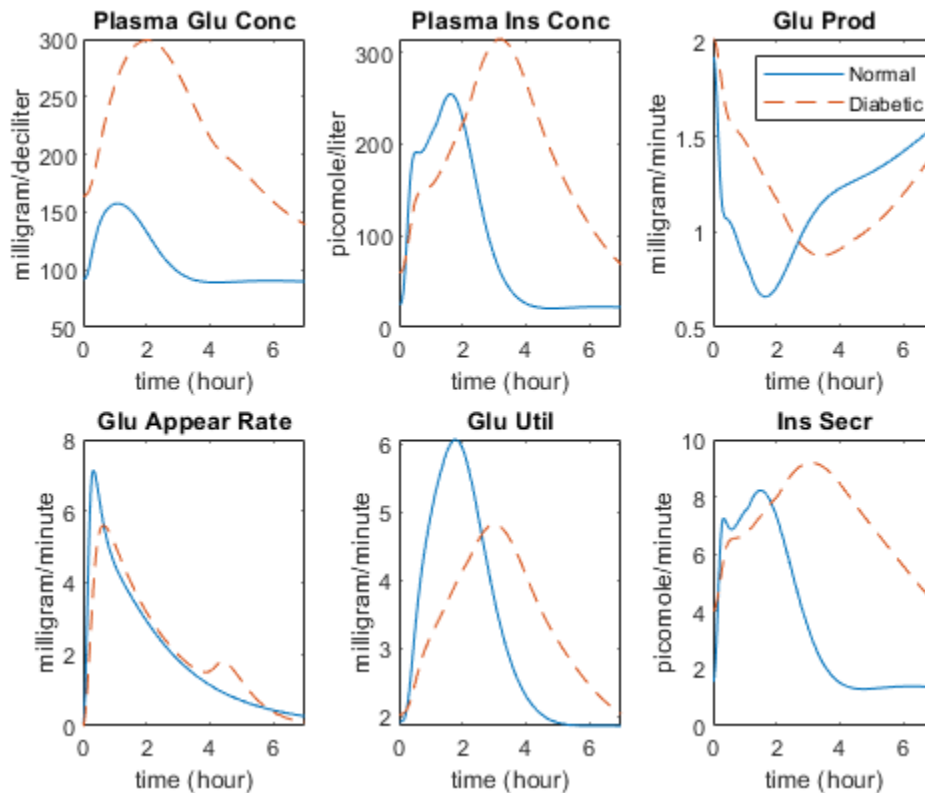 Plasma Glu Conc
300
250
200
150
100
50
milligram/deciliter
0 2 4 6
time (hour)
Plasma Ins Conc
300
200
100
0
picomole/liter
0 2 4 6
time (hour)
Glu Prod
2
1.5
1
0.5
milligram/minute
Normal
Diabetic
0 2 4 6
time (hour)
Glu Appear Rate
8
6
4
2
0
milligram/minute
0 2 4 6
time (hour)
Glu Util
6
5
4
3
2
milligram/minute
0 2 4 6
time (hour)
Ins Secr
10
8
6
4
2
0
picomole/minute
0 2 4 6
time (hour)